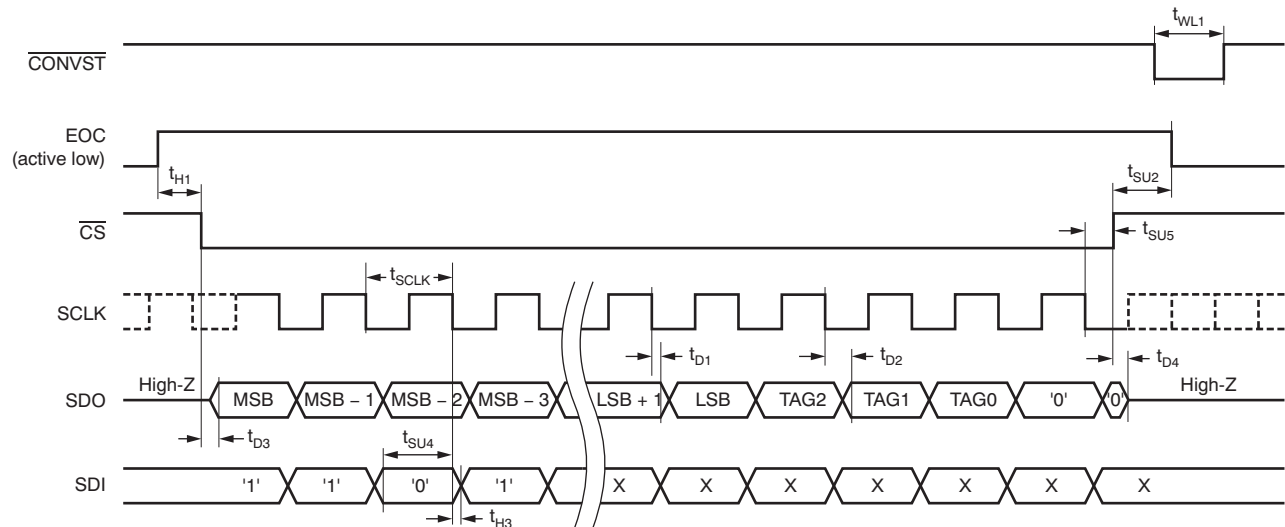 tWL1
CONVST
EOC
(active low)
tH1
tSU2
CS
tSU5
tSCLK
SCLK
tD1
tD2
tD4
High-Z
High-Z
SDO
MSB
MSB – 1
MSB – 2
MSB – 3
LSB + 1
LSB
TAG2
TAG1
TAG0
'0'
'0'
tD3
tSU4
SDI
'1'
'1'
'0'
'1'
X
X
X
X
X
X
X
tH3